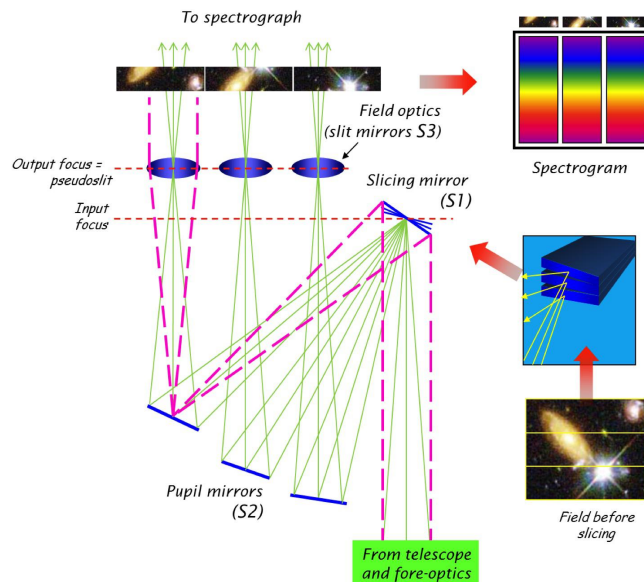 To spectrograph
Field optics
(slit mirrors S3)
Output focus =
pseudoslit
Slicing mirror
(S1)
Input
focus
Spectrogram
Pupil mirrors
(S2)
From telescope
and fore-optics
Field before
slicing